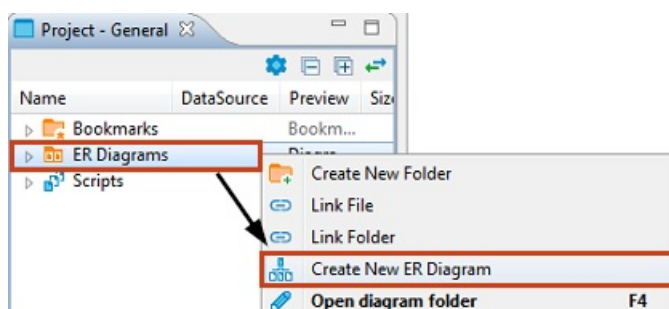 Project - General
Name DataSource Preview Siz
Bookmarks Bookm...
ER Diagrams
Scripts
Create New Folder
Link File
Link Folder
Create New ER Diagram
Open diagram folder F4